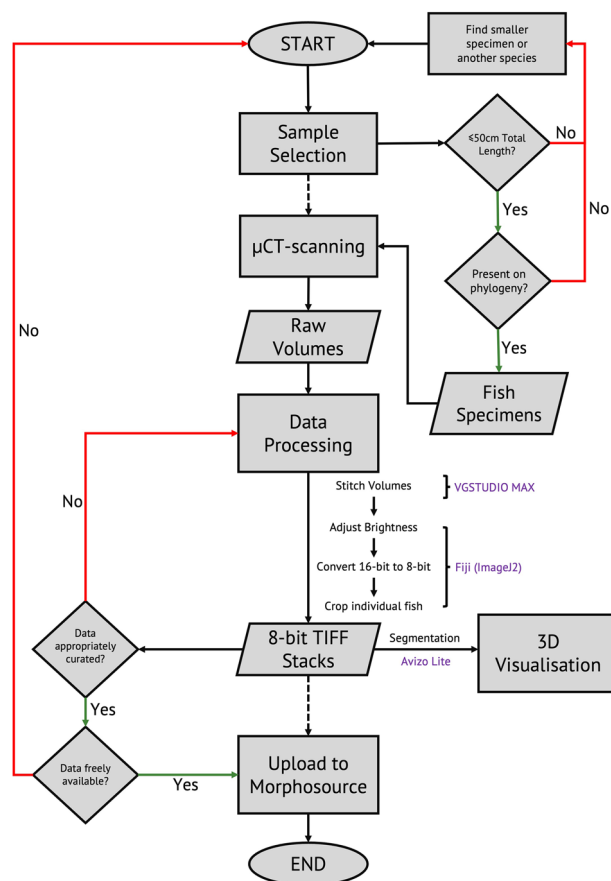 START
Find smaller
specimen or
another species
Sample
Selection
⩽50cm Total
Length?
No
No
Yes
μCT-scanning
Present on
phylogeny?
Yes
No
Raw
Volumes
Fish
Specimens
Data
Processing
No
Stitch Volumes
VGSTUDIO MAX
Adjust Brightness
Convert 16-bit to 8-bit
Fiji (ImageJ2)
Crop individual fish
Data
appropriately
curated?
8-bit TIFF
Stacks
Segmentation
Avizo Lite
3D
Visualisation
Yes
Data freely
available?
Yes
Upload to
Morphosource
END